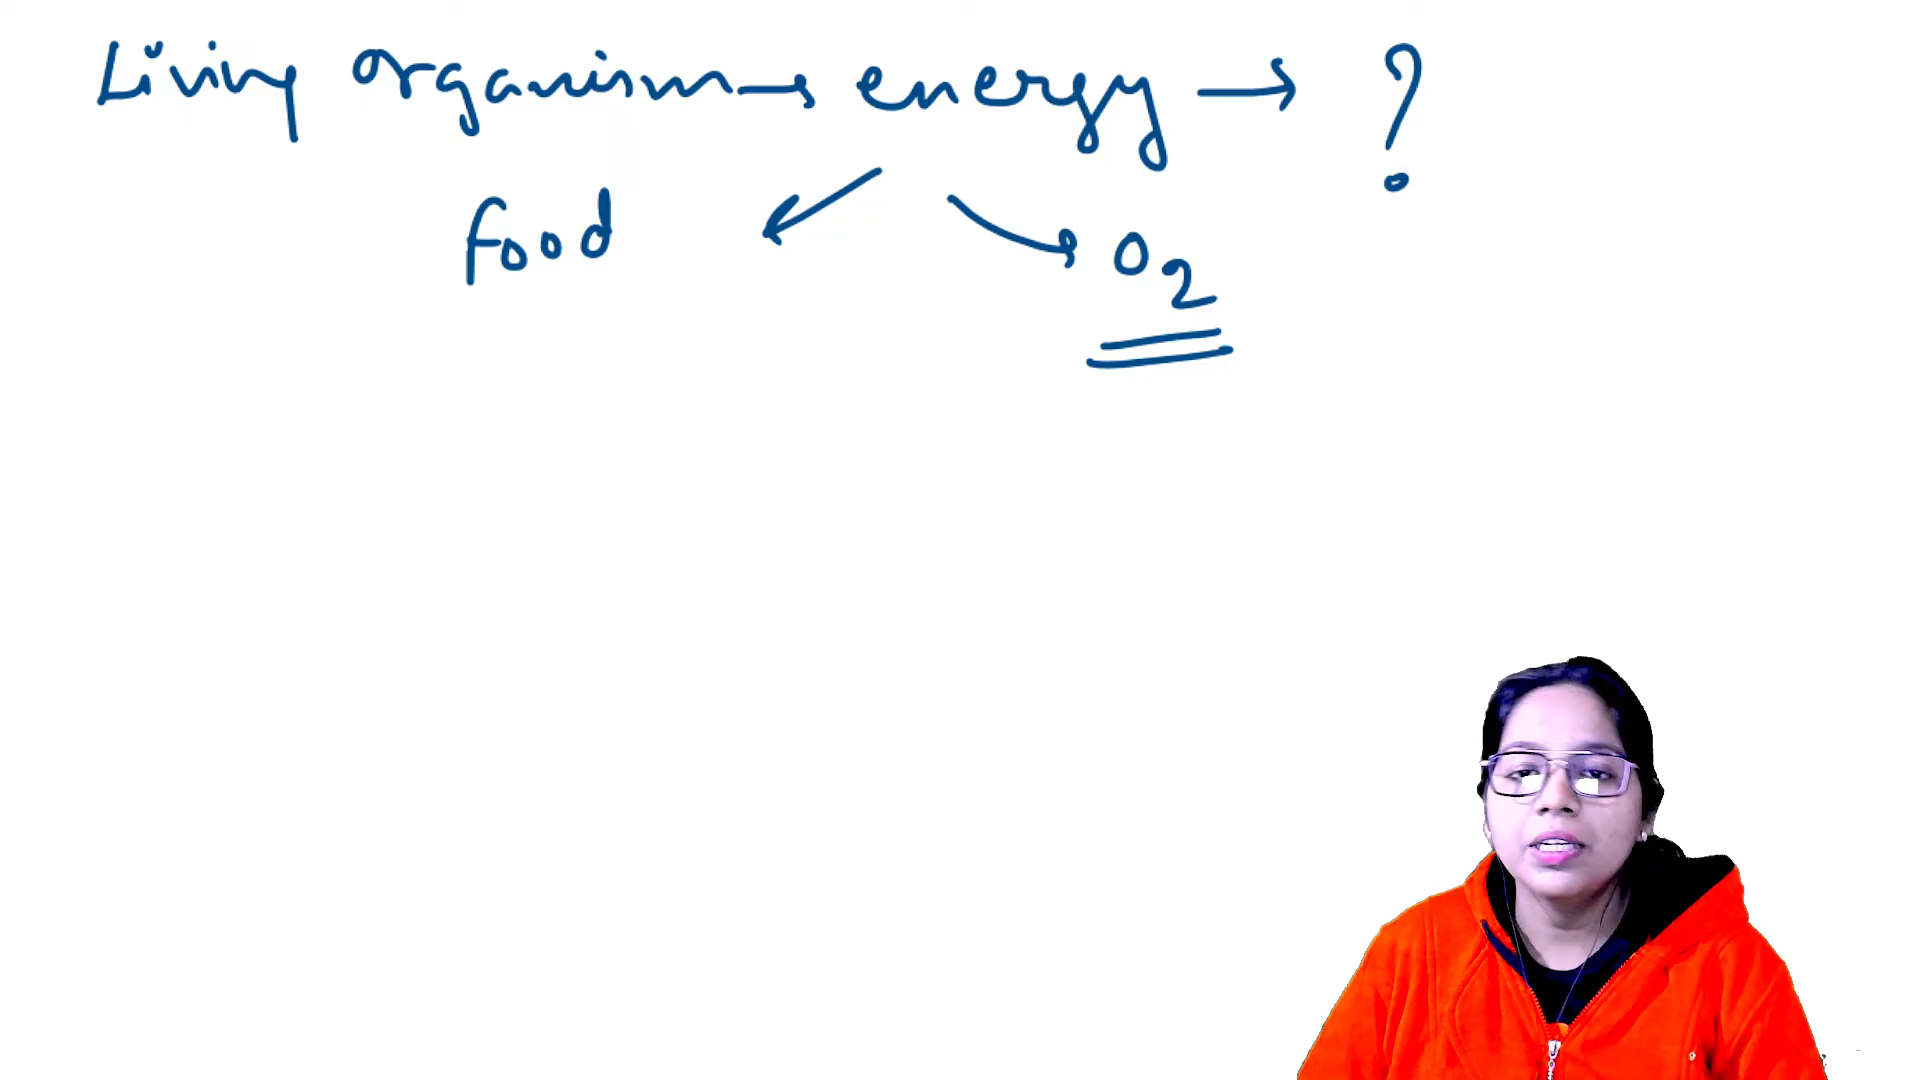 Living organism → energy → ?
food O2